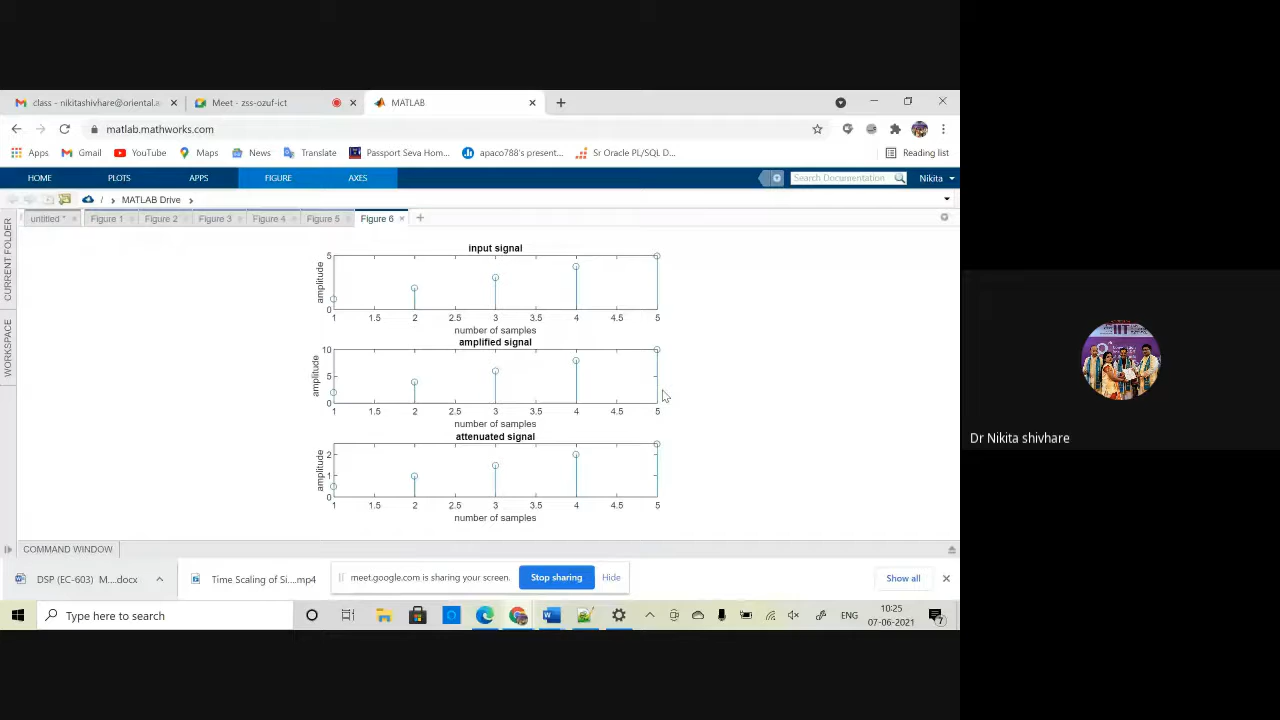 class - nikitashivhare@oriental.a
Meet - zss-ozuf-ict
MATLAB
matlab.mathworks.com
Apps
Gmail
YouTube
Maps
News
Translate
Passport Seva Hom...
apaco788's present...
Sr Oracle PL/SQL D...
Reading list
HOME
PLOTS
APPS
FIGURE
AXES
Search Documentation
Nikita
/ MATLAB Drive
untitled *
Figure 1
Figure 2
Figure 3
Figure 4
Figure 5
Figure 6
CURRENT FOLDER
WORKSPACE
input signal
amplitude
5
0
1 1.5 2 2.5 3 3.5 4 4.5 5
number of samples
amplified signal
amplitude
10
5
0
1 1.5 2 2.5 3 3.5 4 4.5 5
number of samples
attenuated signal
amplitude
2
1
0
1 1.5 2 2.5 3 3.5 4 4.5 5
number of samples
Dr Nikita shivhare
COMMAND WINDOW
DSP (EC-603) M....docx
Time Scaling of Si....mp4
meet.google.com is sharing your screen.
Stop sharing
Hide
Show all
Type here to search
ENG
10:25
07-06-2021
7